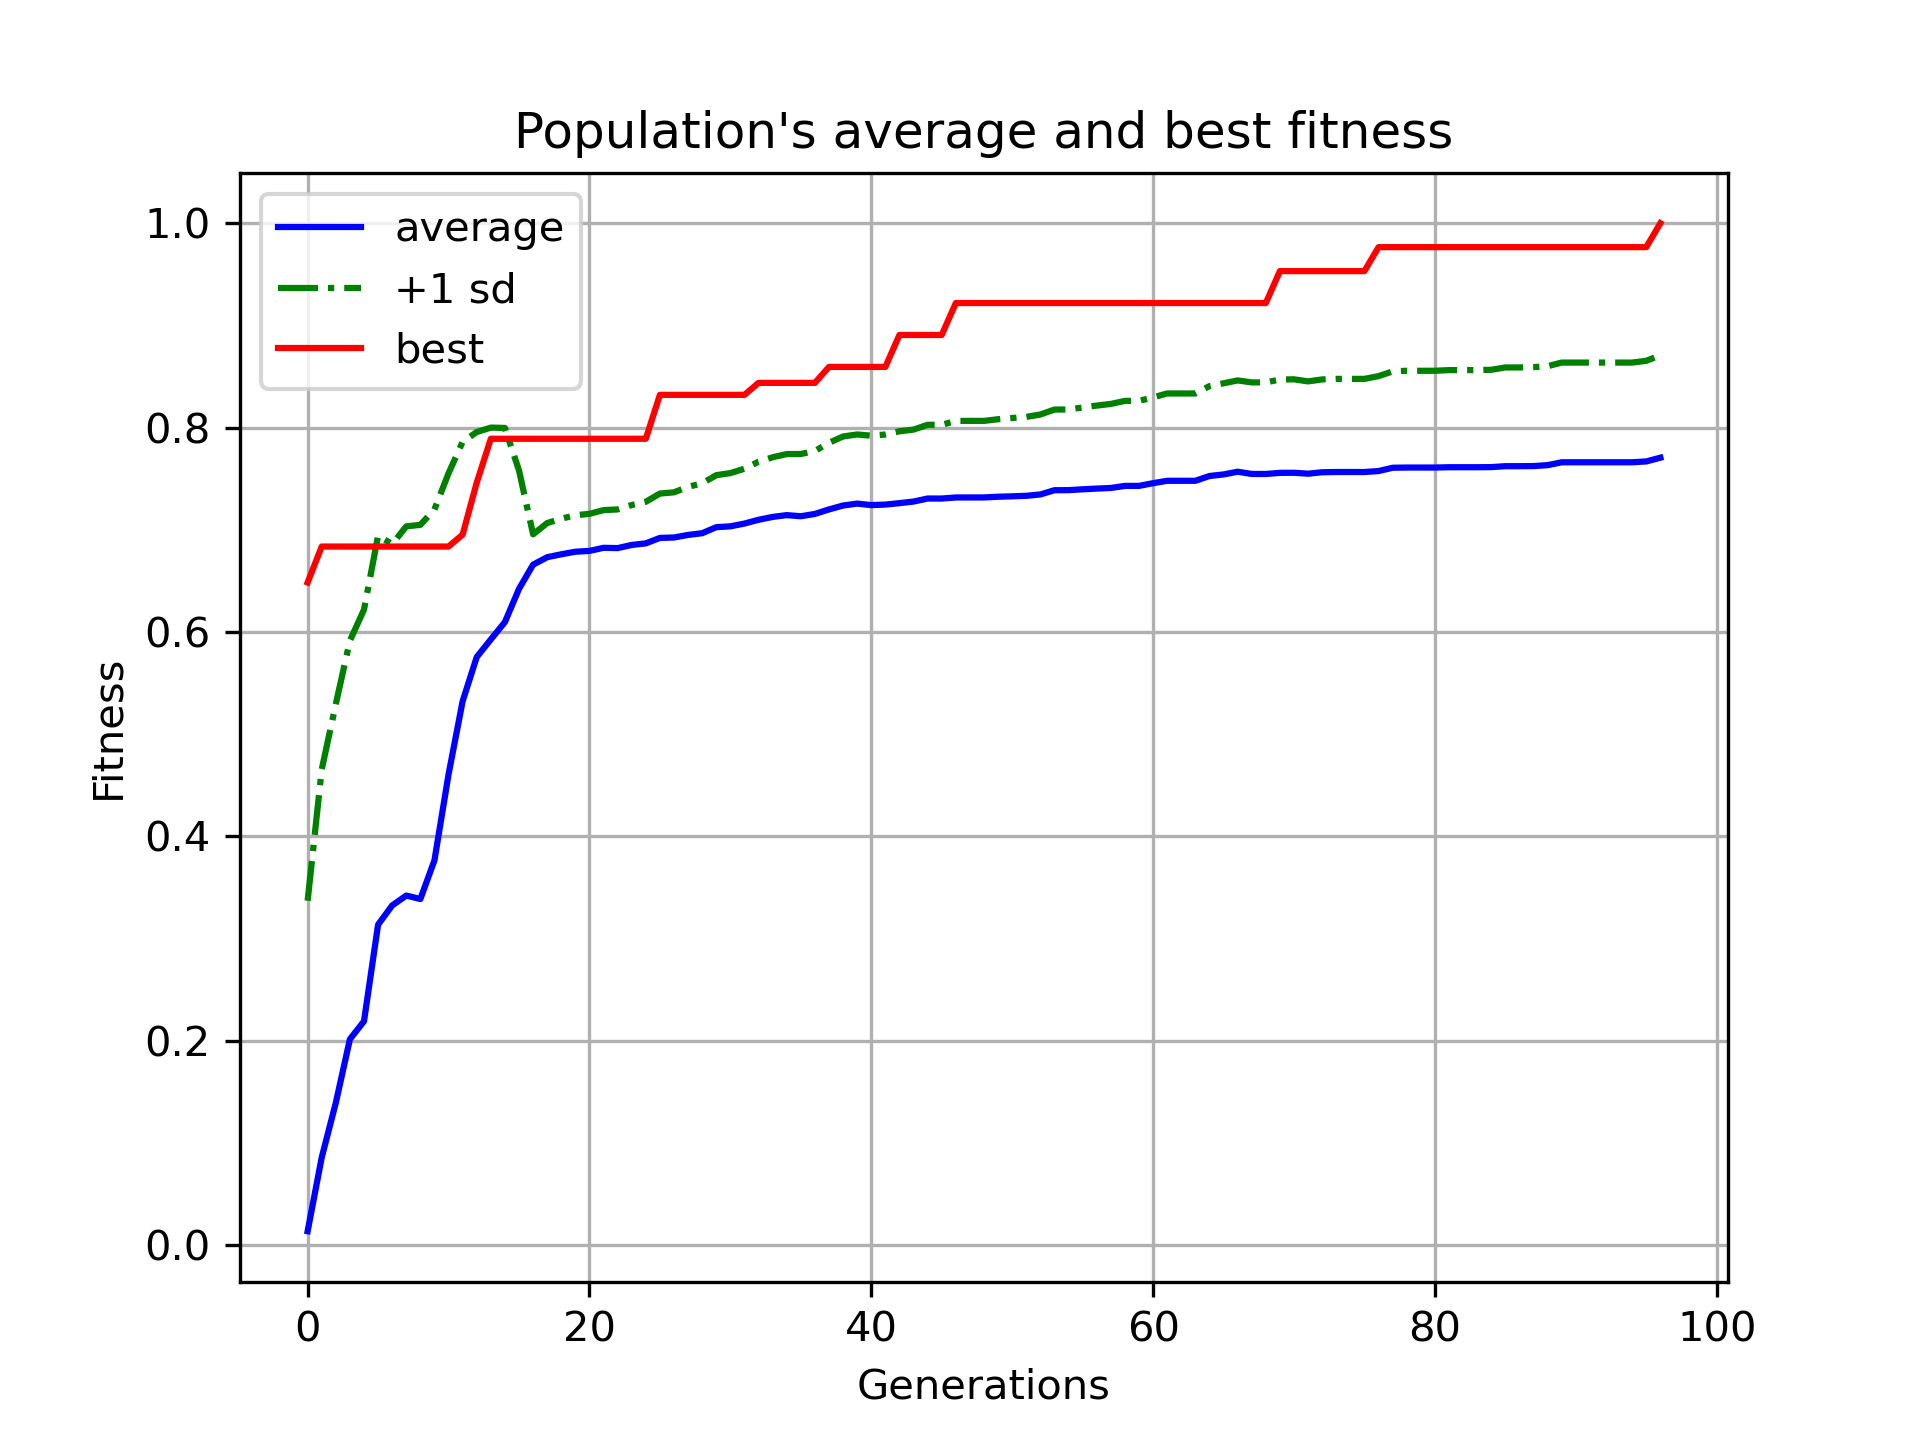 Population's average and best fitness
average
+1 sd
best
1.0
0.8
0.6
0.4
0.2
0.0
Fitness
0 20 40 60 80 100
Generations